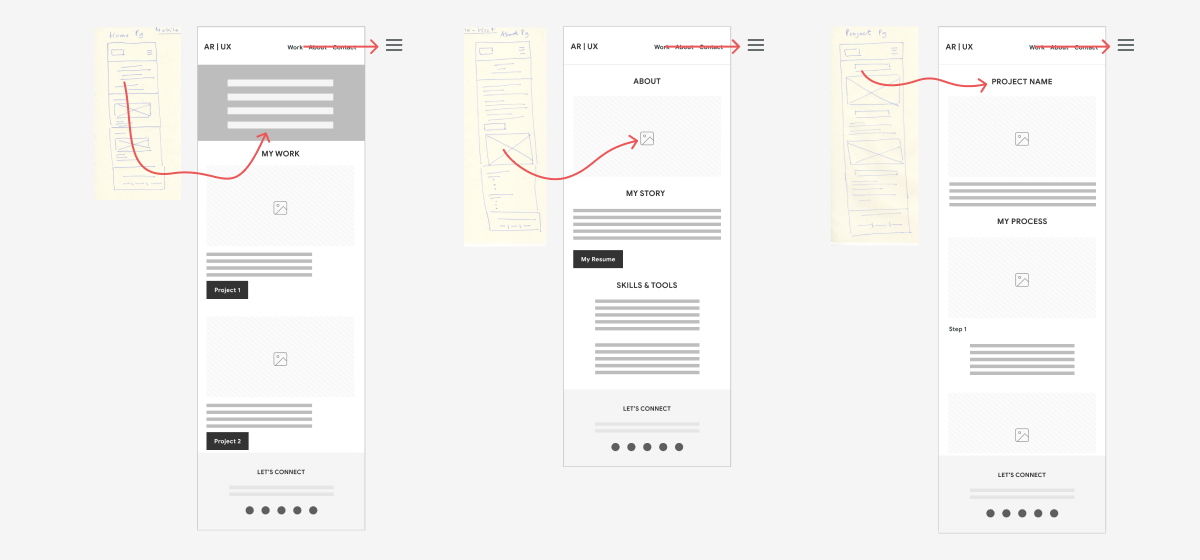 Home Pg
Mobile
AR | UX
Work About Contact
MY WORK
Project 1
Project 2
LET'S CONNECT
About Pg
AR | UX
Work About Contact
ABOUT
MY STORY
My Resume
SKILLS & TOOLS
LET'S CONNECT
Project Pg
AR | UX
Work About Contact
PROJECT NAME
MY PROCESS
Step 1
LET'S CONNECT